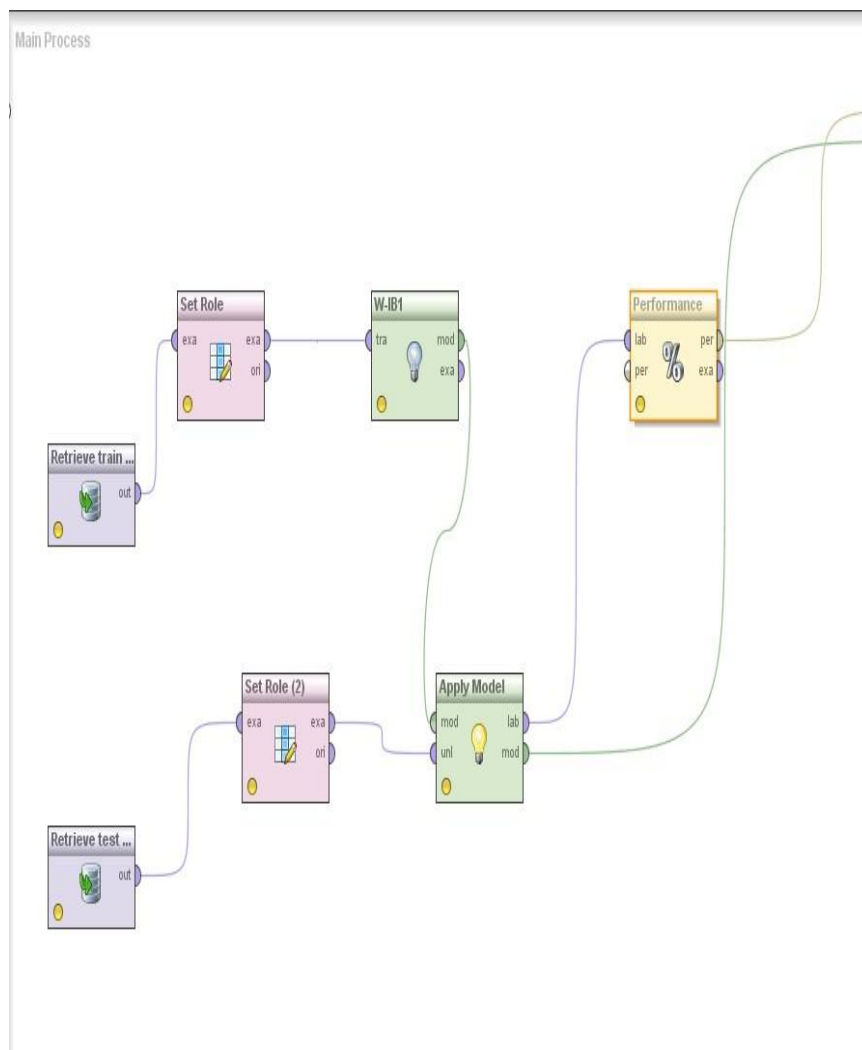 Main Process
Set Role
exa exa
ori
W-IB1
tra mod
exa
Performance
lab per
per exa
Retrieve train ...
out
Set Role (2)
exa exa
ori
Apply Model
mod lab
unl mod
Retrieve test ...
out